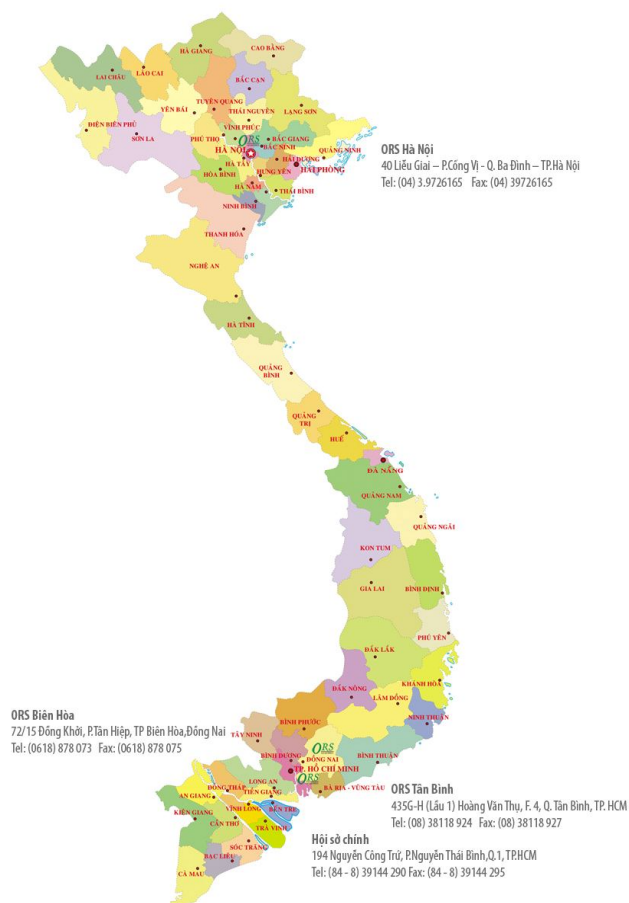 HÀ GIANG
CAO BẰNG
LAI CHÂU
LÀO CAI
BẮC CẠN
TUYÊN QUANG
YÊN BÁI
THÁI NGUYÊN
LẠNG SƠN
ĐIỆN BIÊN PHỦ
SƠN LA
PHÚ THỌ
VĨNH PHÚC
ORS
BẮC GIANG
BẮC NINH
QUẢNG NINH
HÀ NỘI
HẢI DƯƠNG
HÀ TÂY
HƯNG YÊN
HẢI PHÒNG
HÒA BÌNH
HÀ NAM
THÁI BÌNH
NINH BÌNH
THANH HÓA
NGHỆ AN
HÀ TĨNH
QUẢNG
BÌNH
QUẢNG
TRỊ
HUẾ
ĐÀ NẴNG
QUẢNG NAM
QUẢNG NGÃI
KON TUM
GIA LAI
BÌNH ĐỊNH
PHÚ YÊN
ĐẮK LẮK
KHÁNH HÒA
ĐẮK NÔNG
LÂM ĐỒNG
NINH THUẬN
BÌNH PHƯỚC
TÂY NINH
ORS
BÌNH DƯƠNG
ĐỒNG NAI
BÌNH THUẬN
TP. HỒ CHÍ MINH
ORS
LONG AN
BÀ RỊA - VŨNG TÀU
ĐỒNG THÁP
TIỀN GIANG
AN GIANG
VĨNH LONG
BẾN TRE
KIÊN GIANG
CẦN THƠ
TRÀ VINH
SÓC TRĂNG
BẠC LIÊU
CÀ MAU
ORS Hà Nội
40 Liễu Giai – P.Cống Vị - Q. Ba Đình – TP.Hà Nội
Tel: (04) 3.9726165 Fax: (04) 39726165
ORS Biên Hòa
72/15 Đồng Khởi, P.Tân Hiệp, TP Biên Hòa,Đồng Nai
Tel: (0618) 878 073 Fax: (0618) 878 075
ORS Tân Bình
435G-H (Lầu 1) Hoàng Văn Thụ, F. 4, Q. Tân Bình, TP. HCM
Tel: (08) 38118 924 Fax: (08) 38118 927
Hội sở chính
194 Nguyễn Công Trứ, P.Nguyễn Thái Bình,Q.1, TP.HCM
Tel: (84 - 8) 39144 290 Fax: (84 - 8) 39144 295